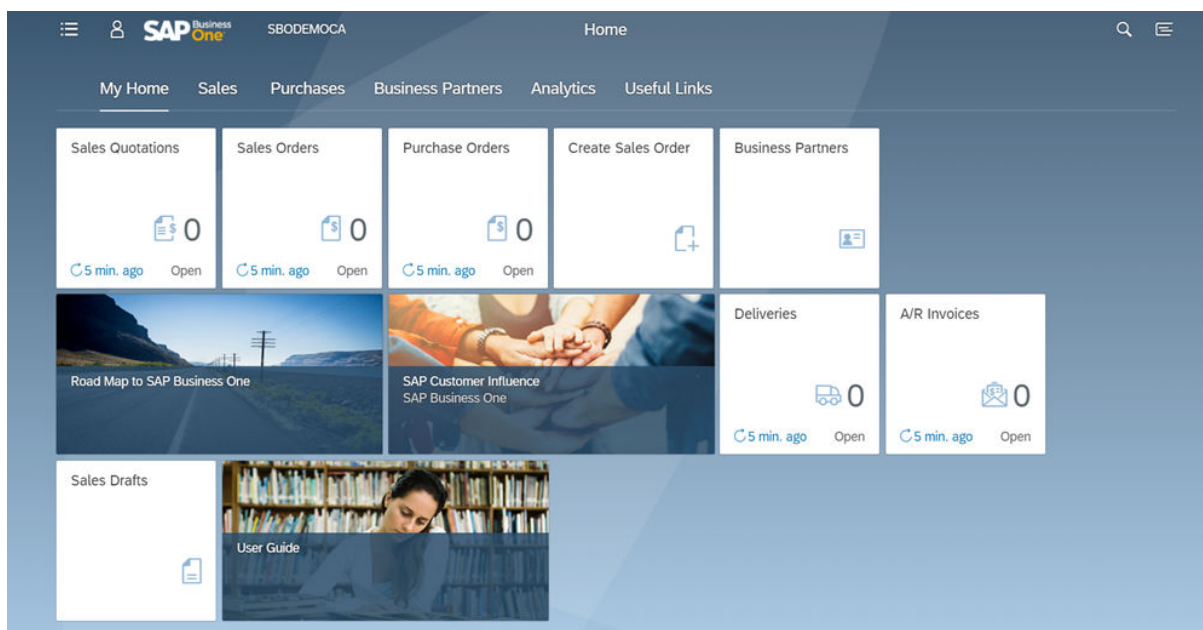 SAP Business One
SBODEMOCA
Home
My Home Sales Purchases Business Partners Analytics Useful Links
Sales Quotations
0
5 min. ago Open
Sales Orders
$ 0
5 min. ago Open
Purchase Orders
$ 0
5 min. ago Open
Create Sales Order
Business Partners
Road Map to SAP Business One
SAP Customer Influence
SAP Business One
Deliveries
0
5 min. ago Open
A/R Invoices
0
5 min. ago Open
Sales Drafts
User Guide